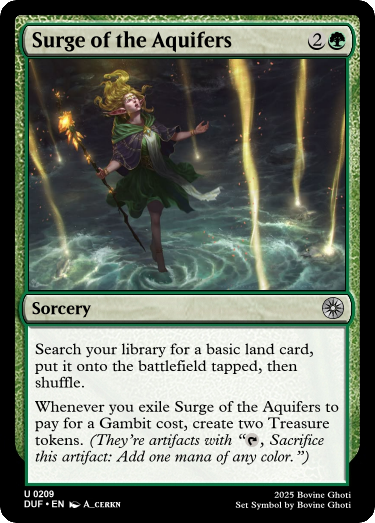 Surge of the Aquifers 2
Sorcery
Search your library for a basic land card,
put it onto the battlefield tapped, then
shuffle.
Whenever you exile Surge of the Aquifers to
pay for a Gambit cost, create two Treasure
tokens. (They're artifacts with “, Sacrifice
this artifact: Add one mana of any color.”)
U 0209
DUF • EN A_CERKN
2025 Bovine Ghoti
Set Symbol by Bovine Ghoti